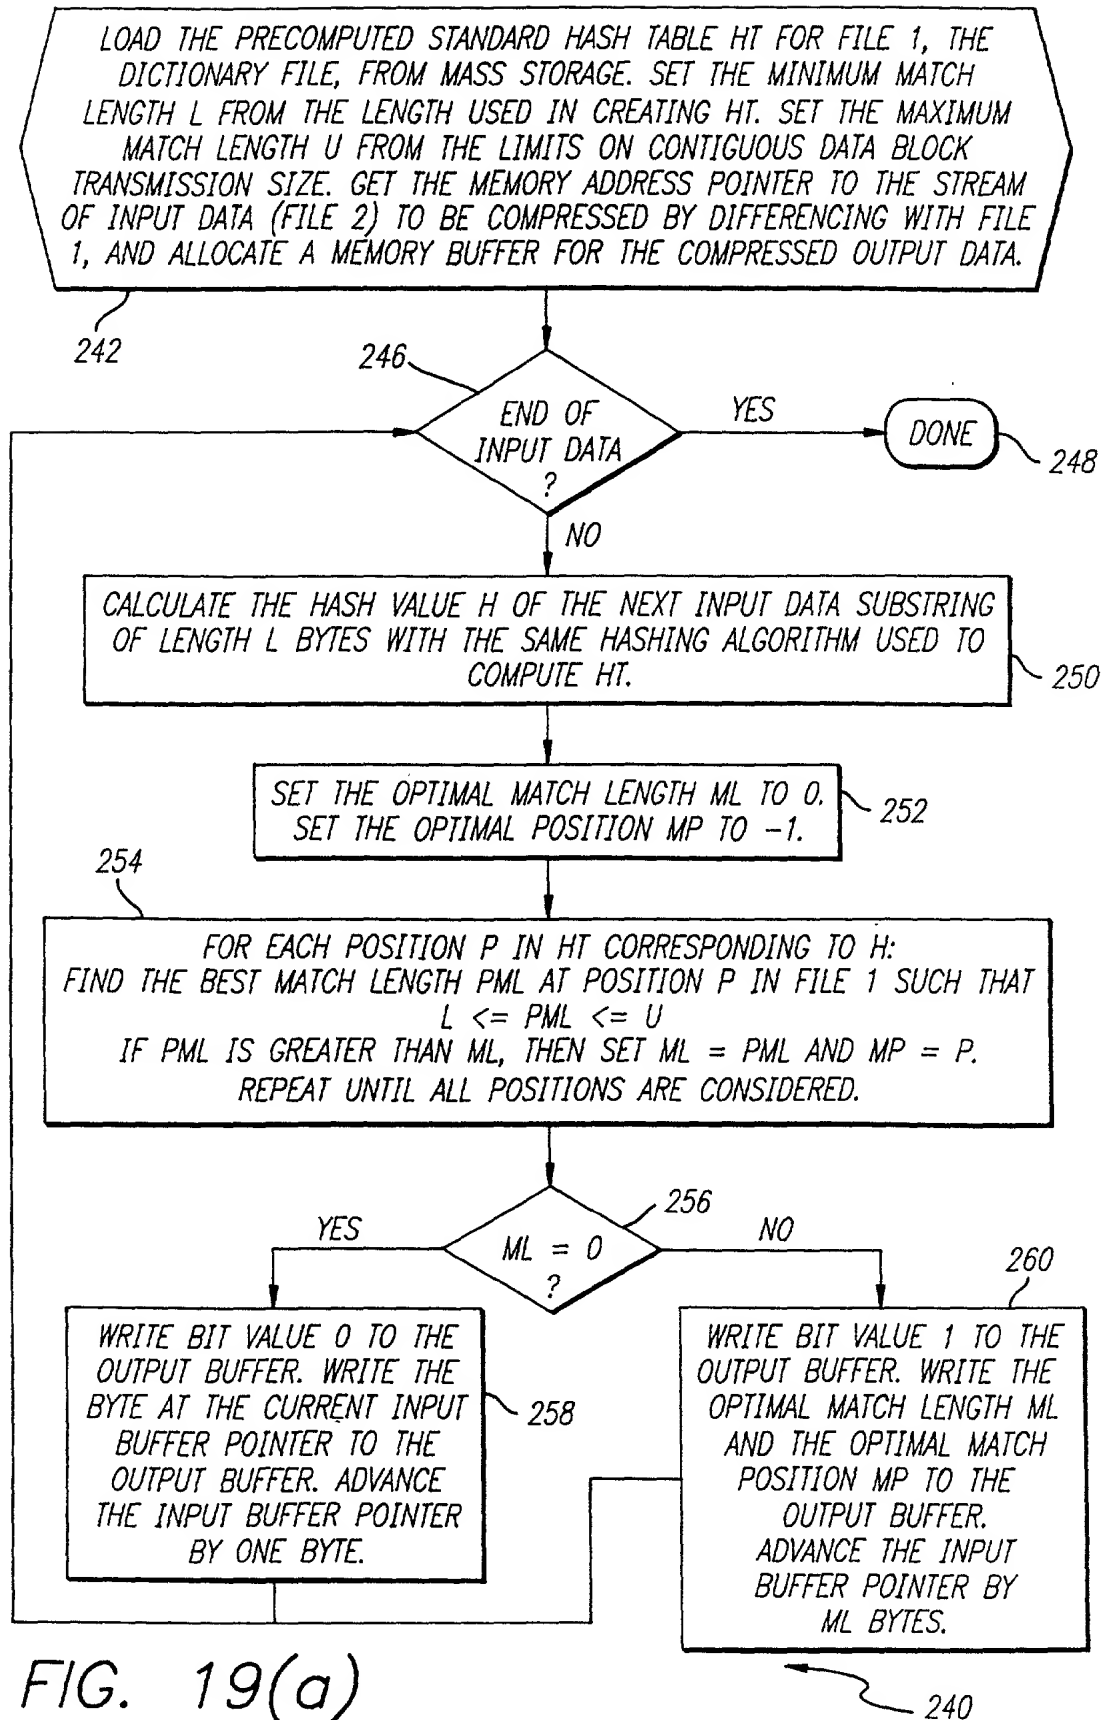 LOAD THE PRECOMPUTED STANDARD HASH TABLE HT FOR FILE 1, THE
DICTIONARY FILE, FROM MASS STORAGE. SET THE MINIMUM MATCH
LENGTH L FROM THE LENGTH USED IN CREATING HT. SET THE MAXIMUM
MATCH LENGTH U FROM THE LIMITS ON CONTIGUOUS DATA BLOCK
TRANSMISSION SIZE. GET THE MEMORY ADDRESS POINTER TO THE STREAM
OF INPUT DATA (FILE 2) TO BE COMPRESSED BY DIFFERENCING WITH FILE
1, AND ALLOCATE A MEMORY BUFFER FOR THE COMPRESSED OUTPUT DATA.
242
246
END OF
INPUT DATA
?
YES
DONE
248
NO
CALCULATE THE HASH VALUE H OF THE NEXT INPUT DATA SUBSTRING
OF LENGTH L BYTES WITH THE SAME HASHING ALGORITHM USED TO
COMPUTE HT.
250
SET THE OPTIMAL MATCH LENGTH ML TO 0.
SET THE OPTIMAL POSITION MP TO -1.
252
254
FOR EACH POSITION P IN HT CORRESPONDING TO H:
FIND THE BEST MATCH LENGTH PML AT POSITION P IN FILE 1 SUCH THAT
L <= PML <= U
IF PML IS GREATER THAN ML, THEN SET ML = PML AND MP = P.
REPEAT UNTIL ALL POSITIONS ARE CONSIDERED.
256
YES
ML = 0
?
NO
260
WRITE BIT VALUE 0 TO THE
OUTPUT BUFFER. WRITE THE
BYTE AT THE CURRENT INPUT
BUFFER POINTER TO THE
OUTPUT BUFFER. ADVANCE
THE INPUT BUFFER POINTER
BY ONE BYTE.
258
WRITE BIT VALUE 1 TO THE
OUTPUT BUFFER. WRITE THE
OPTIMAL MATCH LENGTH ML
AND THE OPTIMAL MATCH
POSITION MP TO THE
OUTPUT BUFFER.
ADVANCE THE INPUT
BUFFER POINTER BY
ML BYTES.
FIG. 19(a)
240